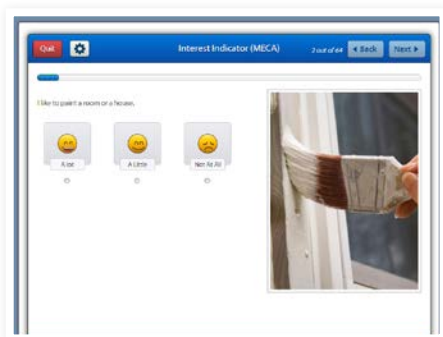 Quit
Interest Indicator (MECA)
2 out of 64
Back
Next
I like to paint a room or a house.
A lot
A Little
Not At All